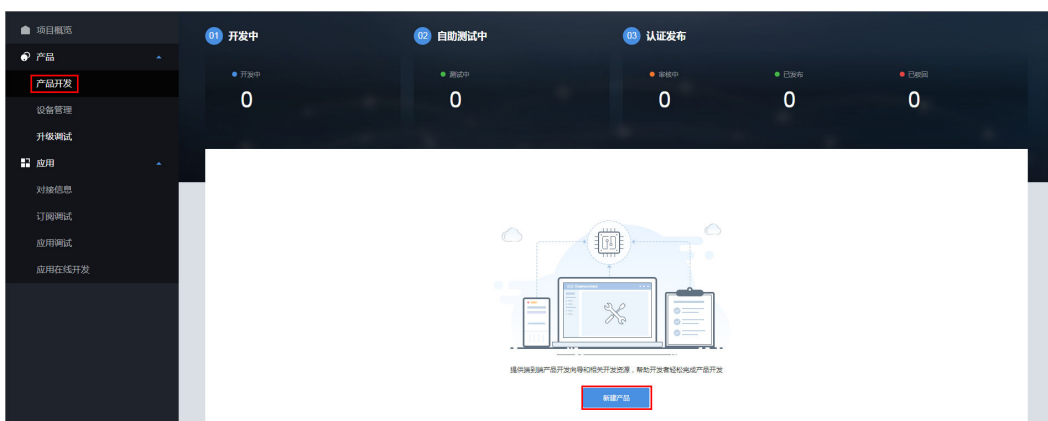 项目概览
产品
产品开发
设备管理
升级调试
应用
对接信息
订阅调试
应用调试
应用在线开发
01 开发中
开发中
0
02 自助测试中
测试中
0
03 认证发布
审核中
0
已发布
0
已驳回
0
提供端到端产品开发向导和相关开发资源，帮助开发者轻松完成产品开发
新建产品